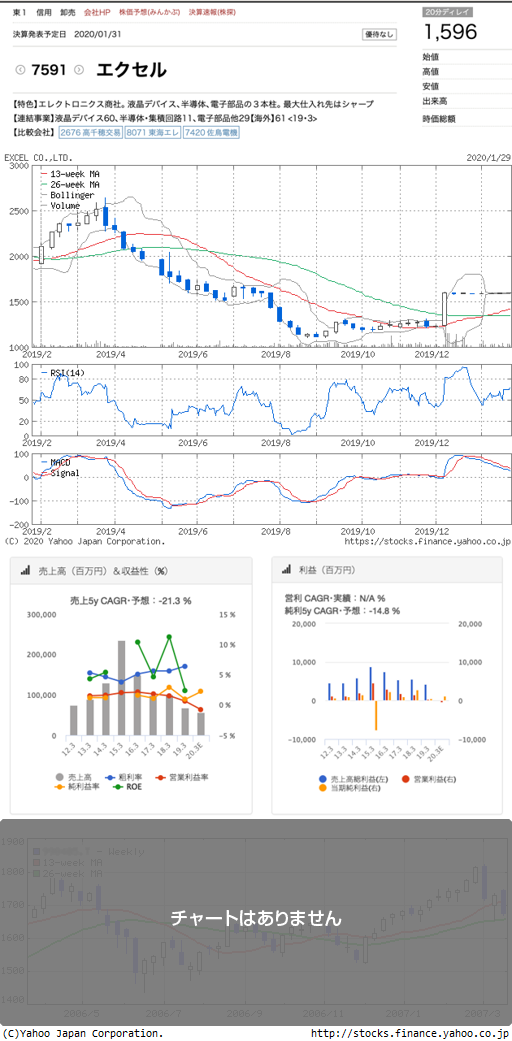 東1 信用 卸売 会社HP 株価予想(みんかぶ) 決算速報(株探)
20分ディレイ
1,596
決算発表予定日 2020/01/31
優待なし
7591 エクセル
始値
高値
安値
出来高
時価総額
【特色】エレクトロニクス商社。液晶デバイス、半導体、電子部品の3本柱。最大仕入れ先はシャープ
【連結事業】液晶デバイス60、半導体・集積回路11、電子部品他29【海外】61 <19・3>
【比較会社】 2676 高千穂交易 8071 東海エレ 7420 佐鳥電機
EXCEL CO.,LTD. 2020/1/29
13-week MA
26-week MA
Bollinger
Volume
3000
2500
2000
1500
1000
2019/2 2019/4 2019/6 2019/8 2019/10 2019/12
RSI(14)
100
80
60
40
20
0
2019/2 2019/4 2019/6 2019/8 2019/10 2019/12
MACD
Signal
100
0
-100
-200
2019/2 2019/4 2019/6 2019/8 2019/10 2019/12
(C) 2020 Yahoo Japan Corporation. https://stocks.finance.yahoo.co.jp
売上高（百万円）＆収益性（%）
売上5y CAGR・予想：-21.3 %
300,000
200,000
100,000
0
15 %
10 %
5 %
0 %
-5 %
12.3 13.3 14.3 15.3 16.3 17.3 18.3 19.3 20.3E
売上高 粗利率 営業利益率
純利益率 ROE
利益（百万円）
営利 CAGR・実績：N/A %
純利5y CAGR・予想：-14.8 %
20,000
10,000
0
-10,000
20,000
10,000
0
-10,000
12.3 13.3 14.3 15.3 16.3 17.3 18.3 19.3 20.3E
売上高総利益(左) 営業利益(右)
当期純利益(右)
1900
1800
1700
1600
1500
1400
- Weekly
13-week MA
26-week MA
チャートはありません
2006/5 2006/7 2006/9 2006/11 2007/1 2007/3
(C)Yahoo Japan Corporation. http://stocks.finance.yahoo.co.jp